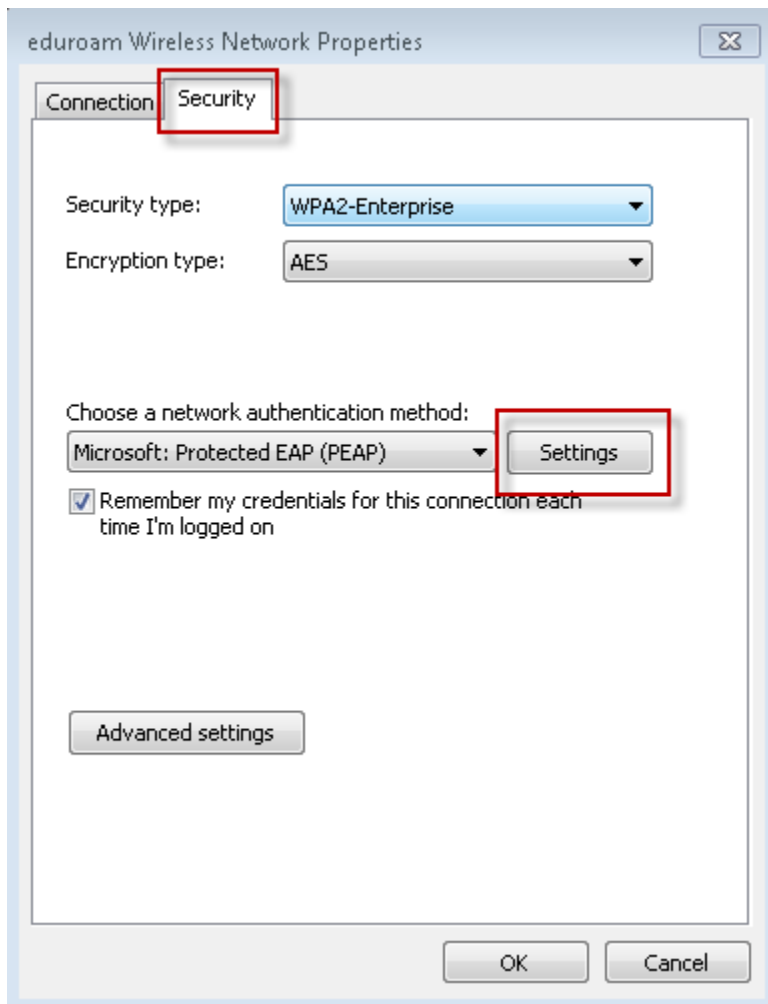 eduroam Wireless Network Properties
Connection Security
Security type: WPA2-Enterprise
Encryption type: AES
Choose a network authentication method:
Microsoft: Protected EAP (PEAP) Settings
Remember my credentials for this connection each
time I'm logged on
Advanced settings
OK Cancel